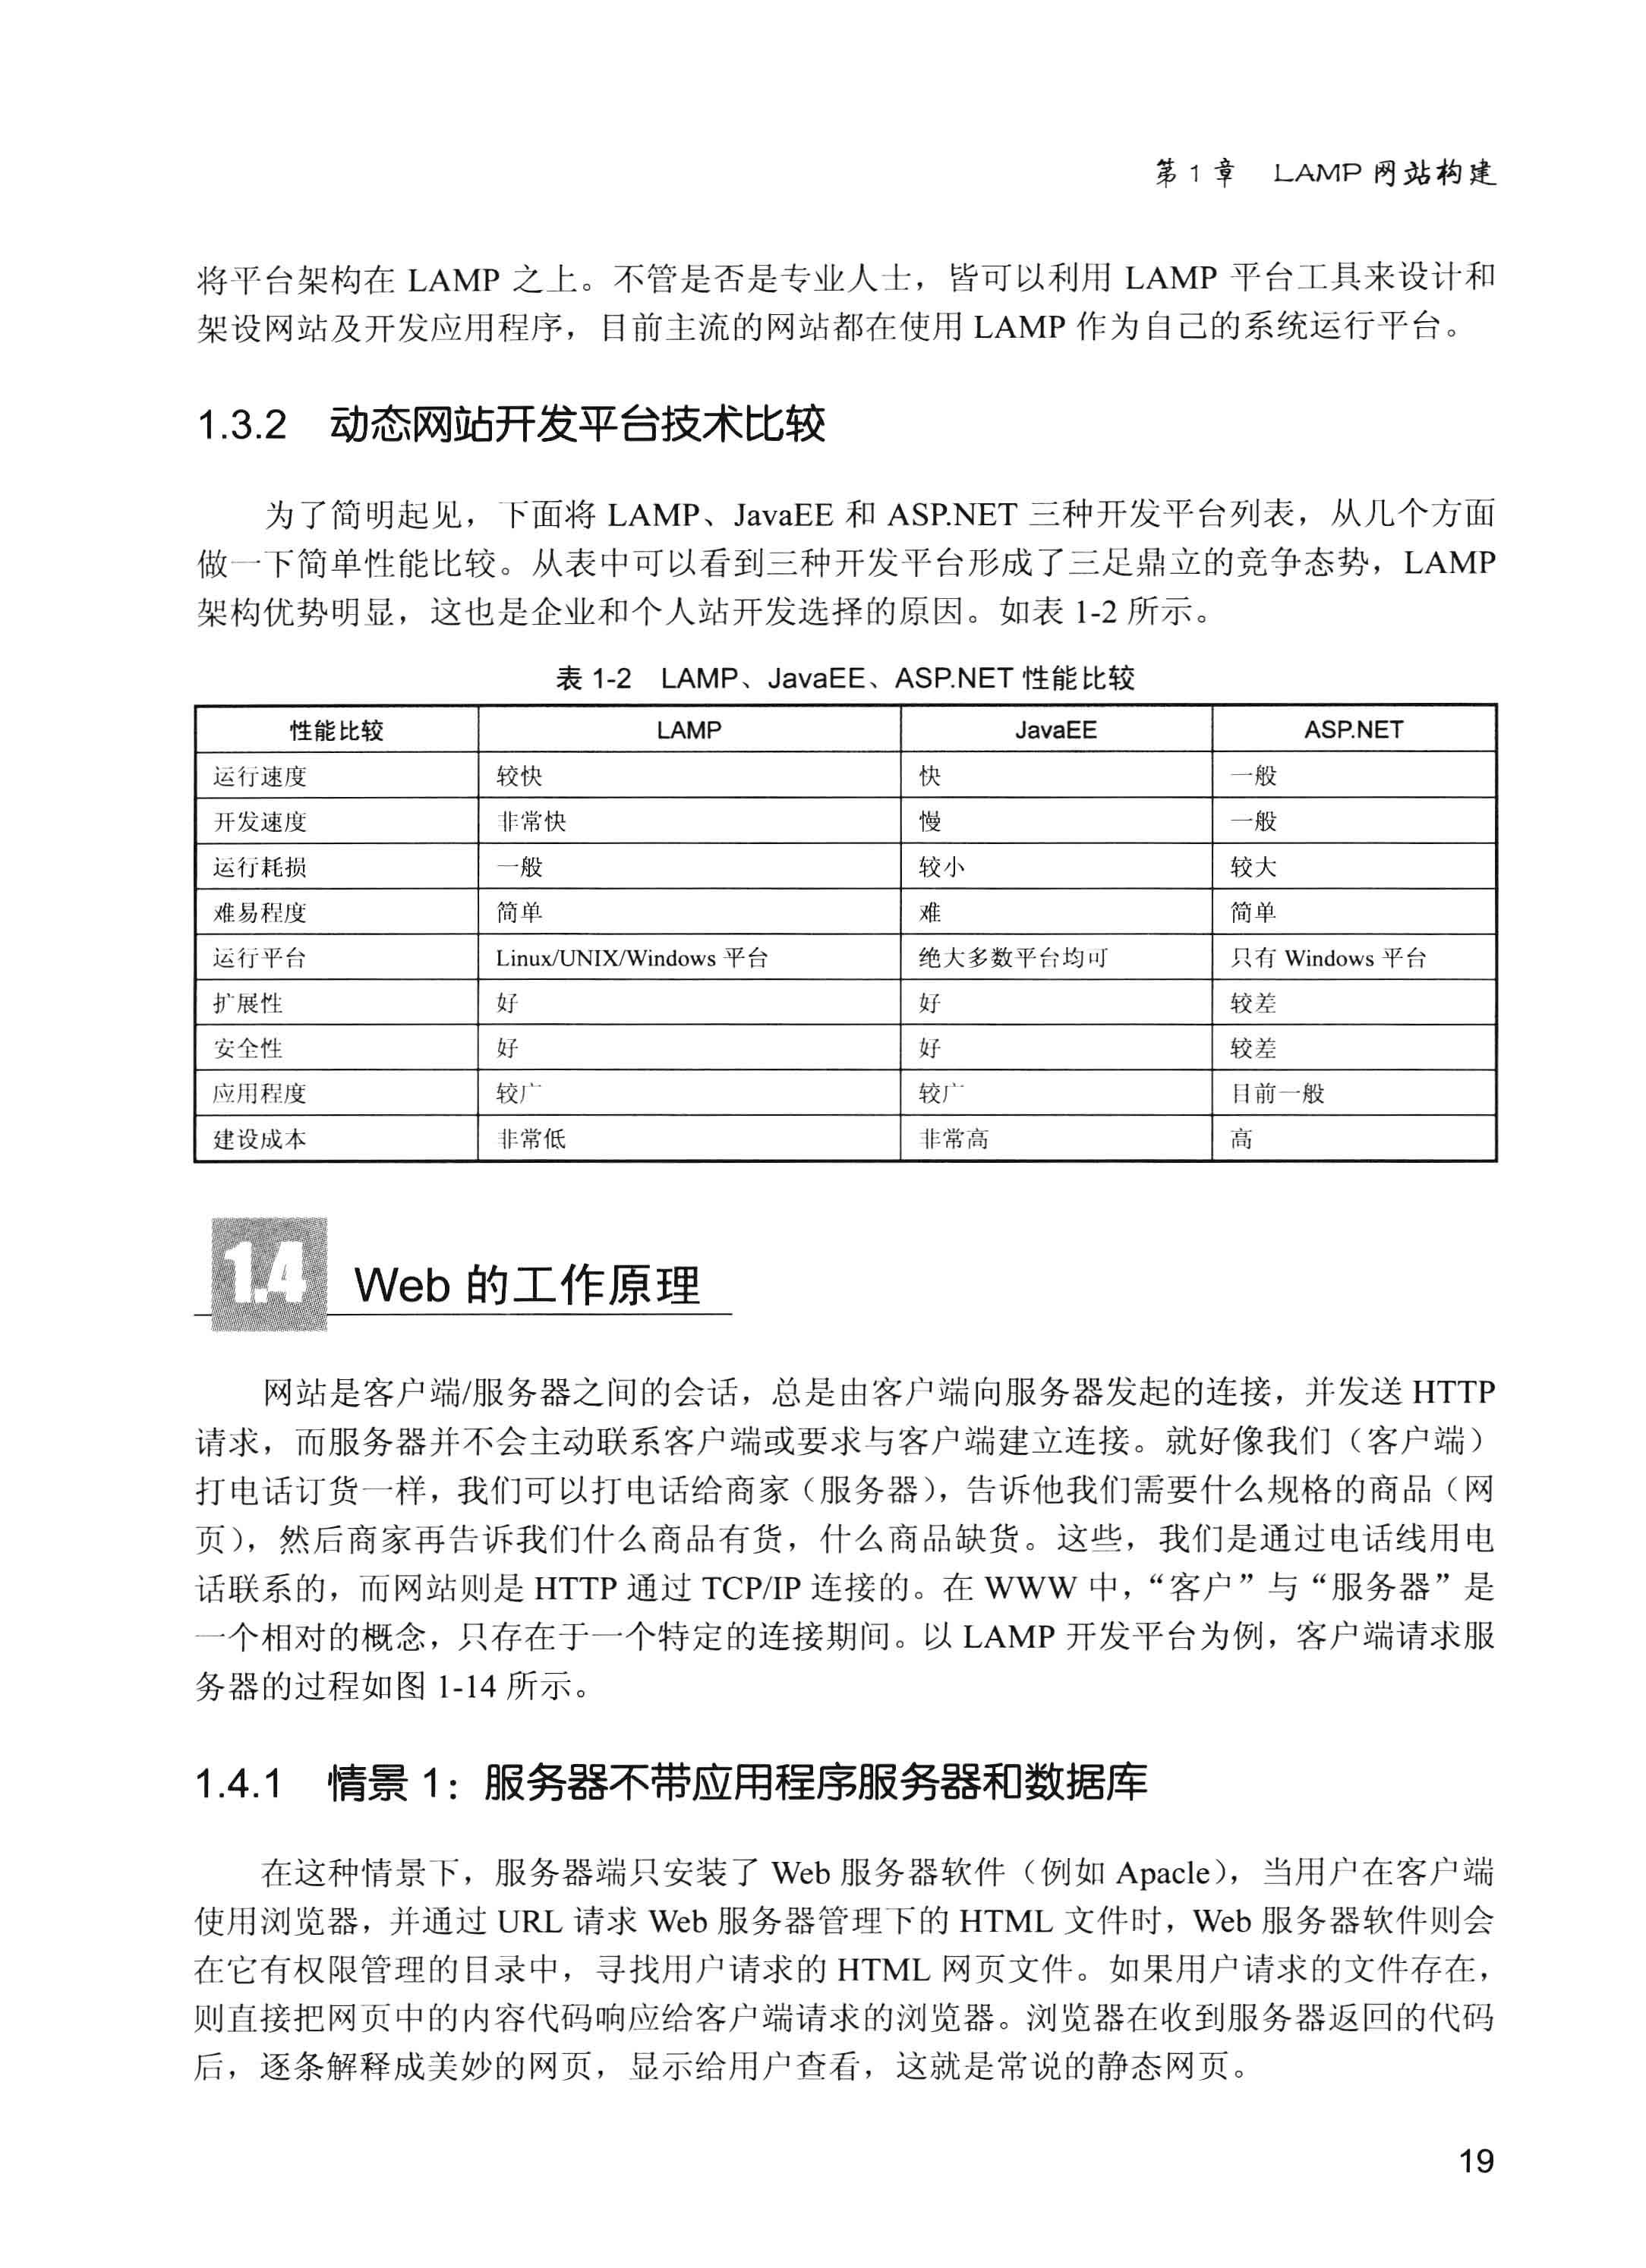 第 1 章 LAMP 网站构建
将平台架构在 LAMP 之上。不管是否是专业人士，皆可以利用 LAMP 平台工具来设计和
架设网站及开发应用程序，目前主流的网站都在使用 LAMP 作为自己的系统运行平台。
1.3.2 动态网站开发平台技术比较
为了简明起见，下面将 LAMP、JavaEE 和 ASP.NET 三种开发平台列表，从几个方面
做一下简单性能比较。从表中可以看到三种开发平台形成了三足鼎立的竞争态势，LAMP
架构优势明显，这也是企业和个人站开发选择的原因。如表 1-2 所示。
表 1-2 LAMP、JavaEE、ASP.NET 性能比较
性能比较 LAMP JavaEE ASP.NET
运行速度 较快 快 一般
开发速度 非常快 慢 一般
运行耗损 一般 较小 较大
难易程度 简单 难 简单
运行平台 Linux/UNIX/Windows 平台 绝大多数平台均可 只有 Windows 平台
扩展性 好 好 较差
安全性 好 好 较差
应用程度 较广 较广 目前一般
建设成本 非常低 非常高 高
1.4 Web 的工作原理
网站是客户端/服务器之间的会话，总是由客户端向服务器发起的连接，并发送 HTTP
请求，而服务器并不会主动联系客户端或要求与客户端建立连接。就好像我们（客户端）
打电话订货一样，我们可以打电话给商家（服务器），告诉他我们需要什么规格的商品（网
页），然后商家再告诉我们什么商品有货，什么商品缺货。这些，我们是通过电话线用电
话联系的，而网站则是 HTTP 通过 TCP/IP 连接的。在 WWW 中，“客户”与“服务器”是
一个相对的概念，只存在于一个特定的连接期间。以 LAMP 开发平台为例，客户端请求服
务器的过程如图 1-14 所示。
1.4.1 情景 1：服务器不带应用程序服务器和数据库
在这种情景下，服务器端只安装了 Web 服务器软件（例如 Apacle），当用户在客户端
使用浏览器，并通过 URL 请求 Web 服务器管理下的 HTML 文件时，Web 服务器软件则会
在它有权限管理的目录中，寻找用户请求的 HTML 网页文件。如果用户请求的文件存在，
则直接把网页中的内容代码响应给客户端请求的浏览器。浏览器在收到服务器返回的代码
后，逐条解释成美妙的网页，显示给用户查看，这就是常说的静态网页。
19